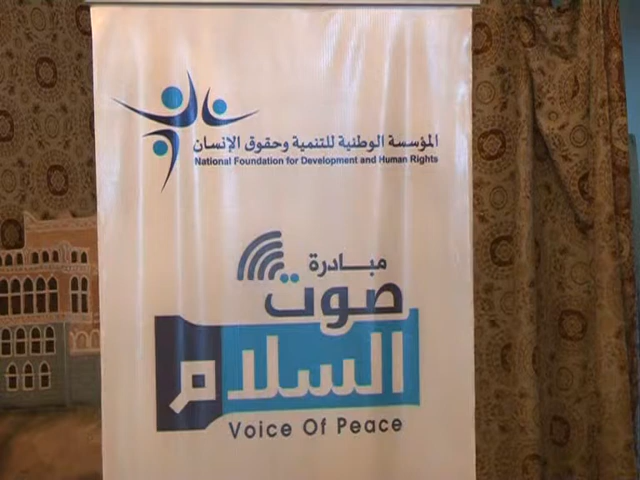 المؤسسة الوطنية للتنمية وحقوق الإنسان
National Foundation for Development and Human Rights
مبادرة
صوت
السلام
Voice Of Peace